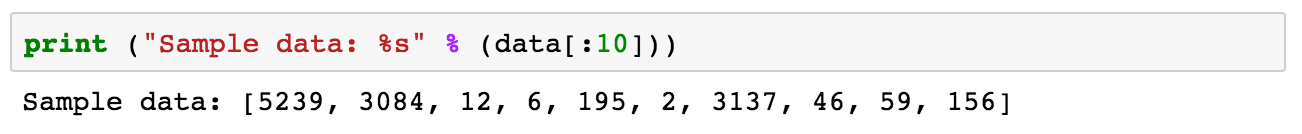 print ("Sample data: %s" % (data[:10]))
Sample data: [5239, 3084, 12, 6, 195, 2, 3137, 46, 59, 156]